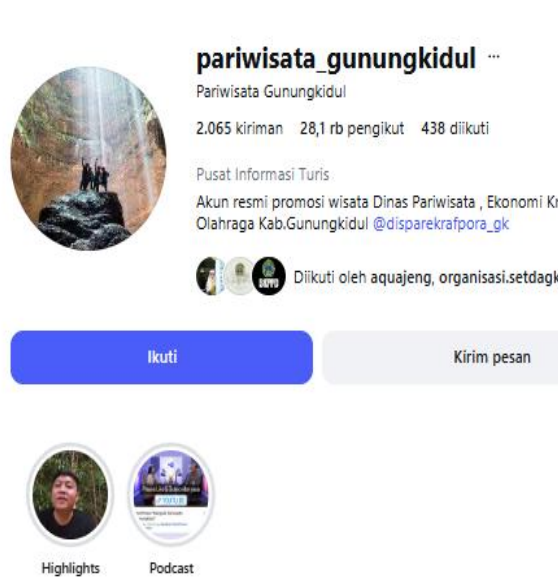 pariwisata_gunungkidul ...
Pariwisata Gunungkidul
2.065 kiriman 28,1 rb pengikut 438 diikuti
Pusat Informasi Turis
Akun resmi promosi wisata Dinas Pariwisata , Ekonomi Kr
Olahraga Kab.Gunungkidul @disparekrafpora_gk
Diikuti oleh aquajeng, organisasi.setdagk
Ikuti
Kirim pesan
Highlights
Podcast